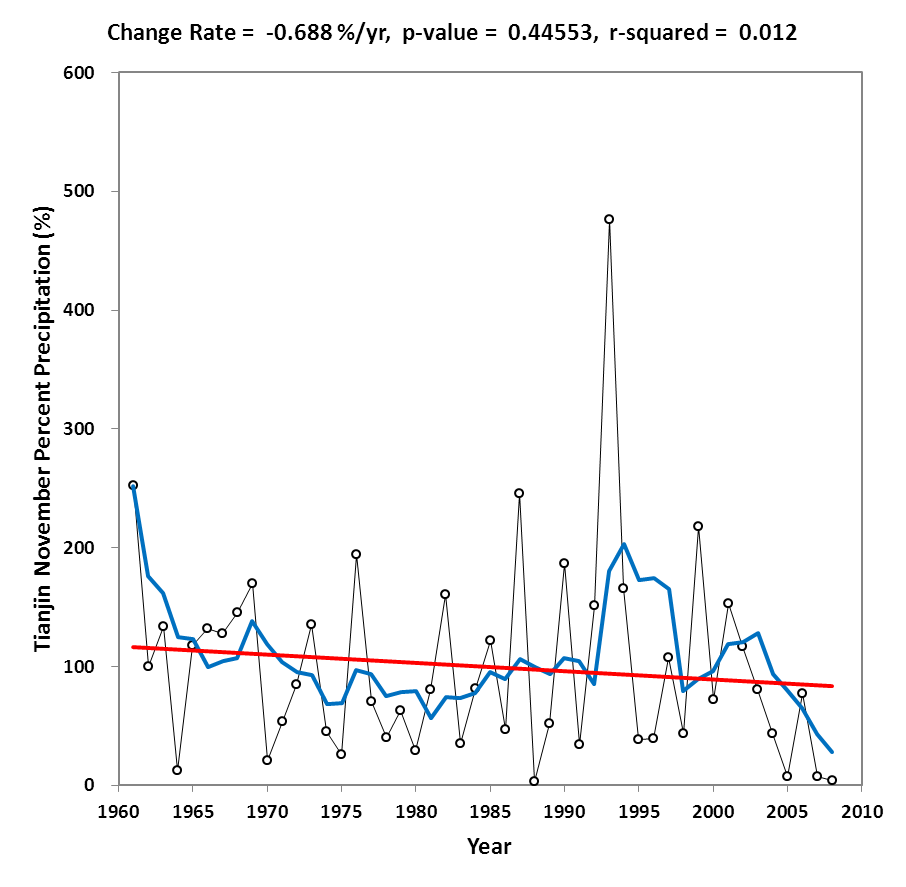 Change Rate = -0.688 %/yr, p-value = 0.44553, r-squared = 0.012
Tianjin November Percent Precipitation (%)
600
500
400
300
200
100
0
1960 1965 1970 1975 1980 1985 1990 1995 2000 2005 2010
Year